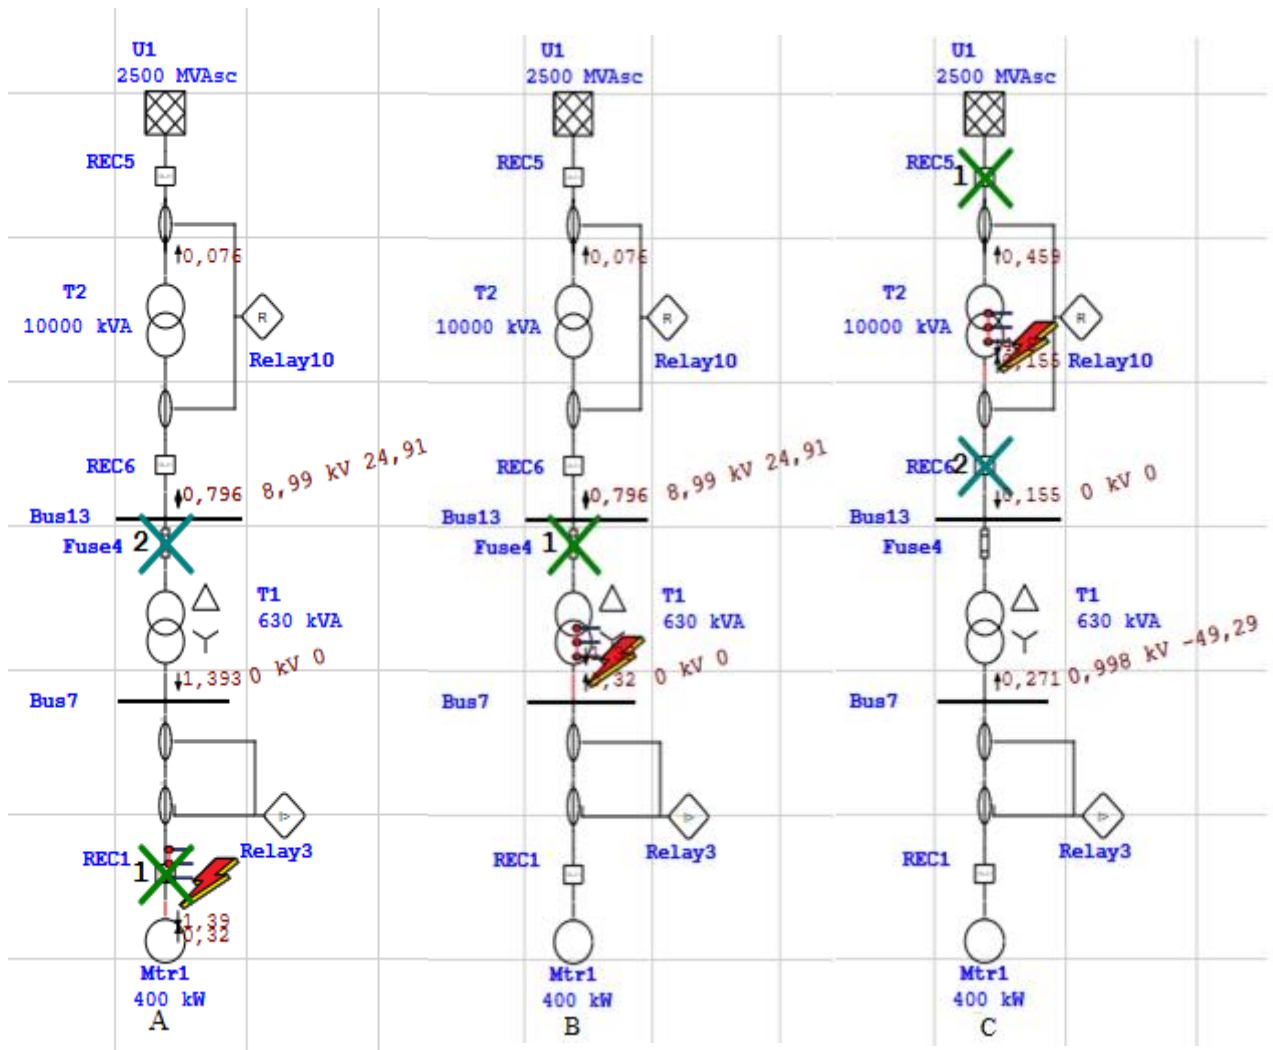 U1
2500 MVAsc
REC5
0,076
T2
10000 kVA
R
Relay10
REC6
0,796
8,99 kV 24,91
Bus13
Fuse4
2
T1
630 kVA
1,393
0 kV 0
Bus7
REC1
1
Relay3
1,39
0,32
Mtr1
400 kW
A
U1
2500 MVAsc
REC5
0,076
T2
10000 kVA
R
Relay10
REC6
0,796
8,99 kV 24,91
Bus13
Fuse4
1
T1
630 kVA
,32
0 kV 0
Bus7
Relay3
REC1
Mtr1
400 kW
B
U1
2500 MVAsc
REC5
1
0,459
T2
10000 kVA
R
,155
Relay10
REC6
2
0,155
0 kV 0
Bus13
Fuse4
T1
630 kVA
0,271
0,998 kV -49,29
Bus7
Relay3
REC1
Mtr1
400 kW
C